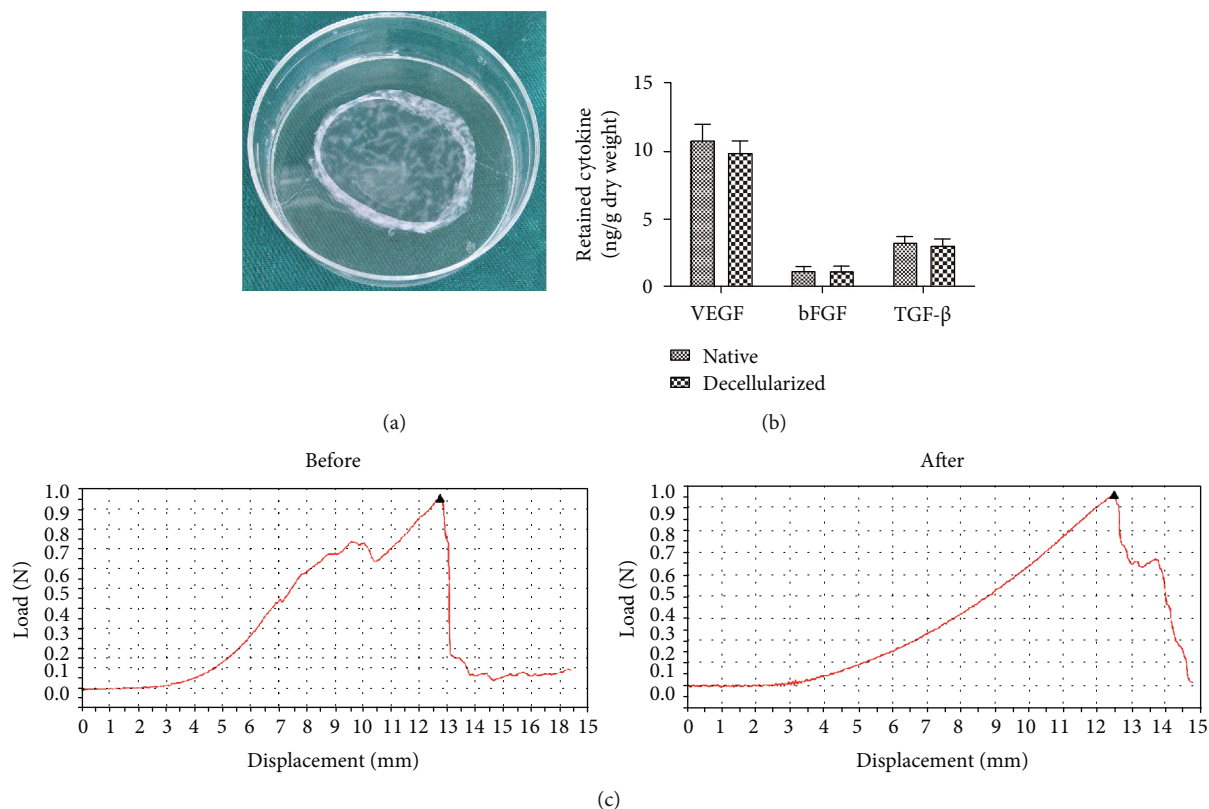 15
10
5
0
Retained cytokine
(ng/g dry weight)
VEGF
bFGF
TGF-β
Native
Decellularized
(a)
(b)
Before
1.0
0.9
0.8
0.7
0.6
0.5
0.4
0.3
0.2
0.1
0.0
Load (N)
0 1 2 3 4 5 6 7 8 9 10 11 12 13 14 15
Displacement (mm)
After
1.0
0.9
0.8
0.7
0.6
0.5
0.4
0.3
0.2
0.1
0.0
Load (N)
0 1 2 3 4 5 6 7 8 9 10 11 12 13 14 15
Displacement (mm)
(c)